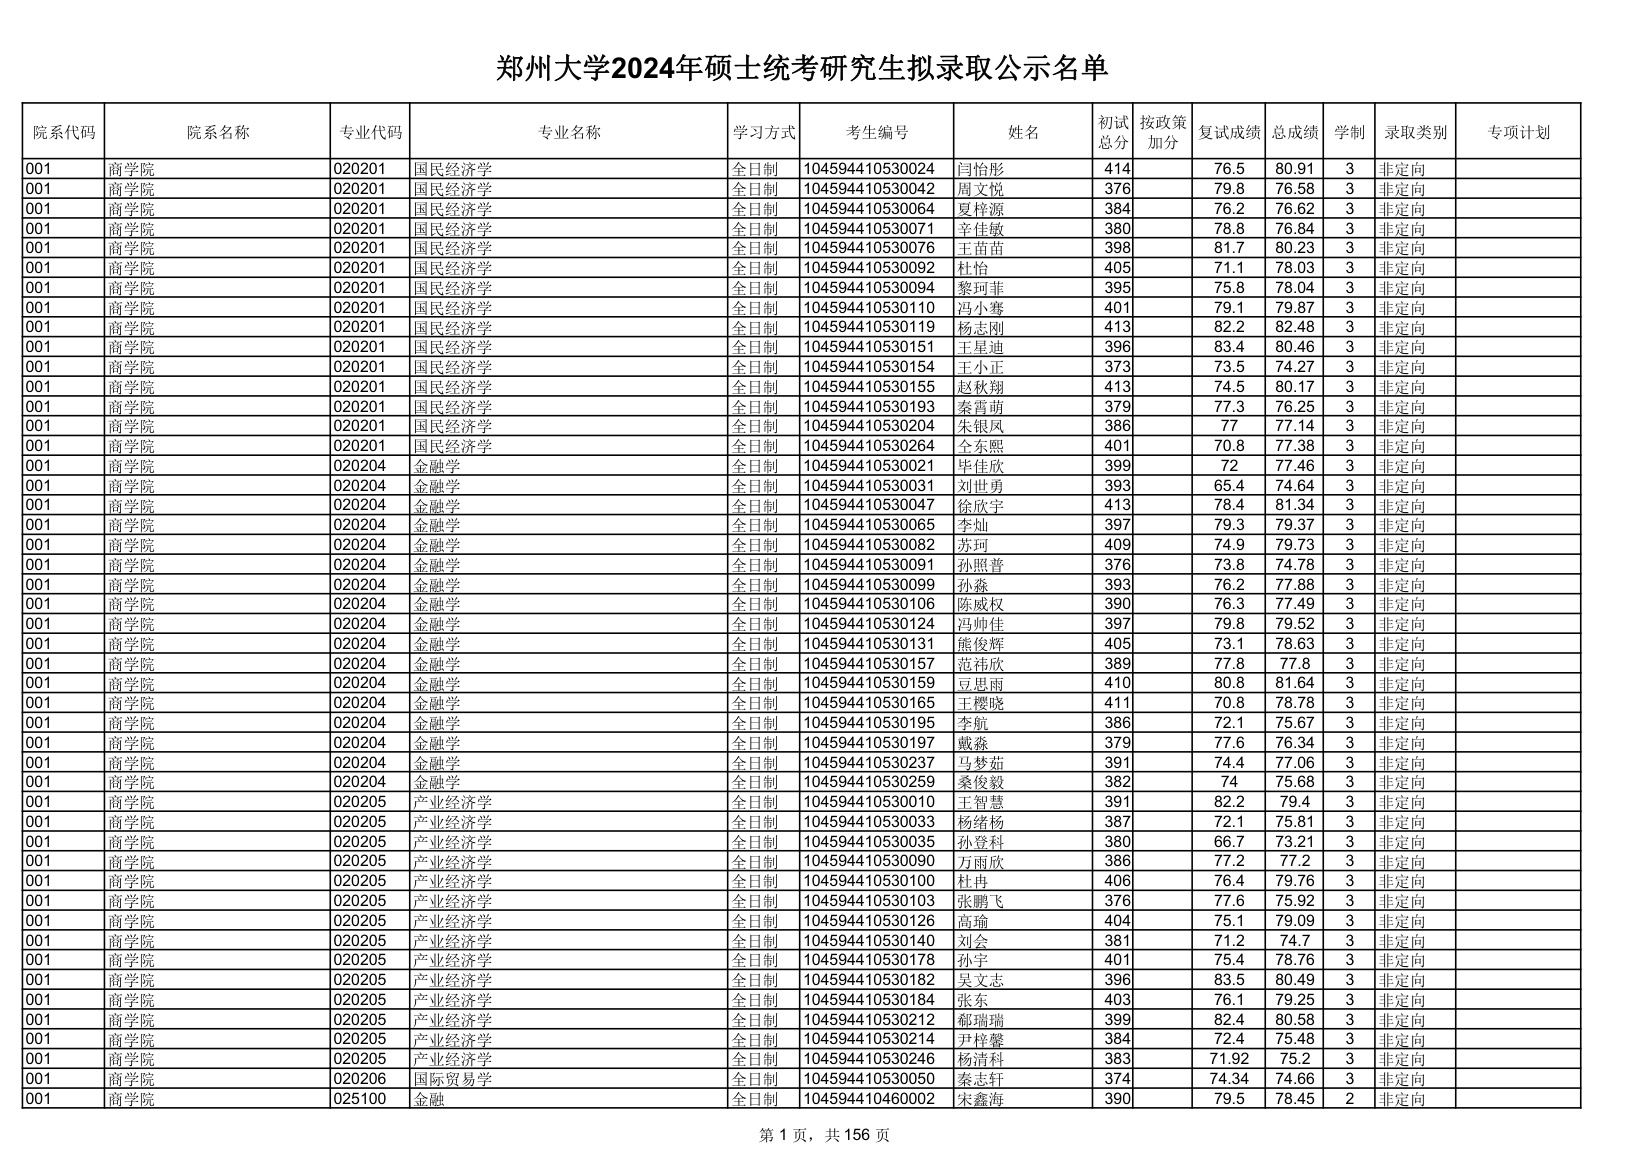 郑州大学2024年硕士统考研究生拟录取公示名单
院系代码 院系名称 专业代码 专业名称 学习方式 考生编号 姓名 初试总分 按政策加分 复试成绩 总成绩 学制 录取类别 专项计划
001 商学院 020201 国民经济学 全日制 104594410530024 闫怡彤 414 76.5 80.91 3 非定向
001 商学院 020201 国民经济学 全日制 104594410530042 周文悦 376 79.8 76.58 3 非定向
001 商学院 020201 国民经济学 全日制 104594410530064 夏梓源 384 76.2 76.62 3 非定向
001 商学院 020201 国民经济学 全日制 104594410530071 辛佳敏 380 78.8 76.84 3 非定向
001 商学院 020201 国民经济学 全日制 104594410530076 王苗苗 398 81.7 80.23 3 非定向
001 商学院 020201 国民经济学 全日制 104594410530092 杜怡 405 71.1 78.03 3 非定向
001 商学院 020201 国民经济学 全日制 104594410530094 黎珂菲 395 75.8 78.04 3 非定向
001 商学院 020201 国民经济学 全日制 104594410530110 冯小骞 401 79.1 79.87 3 非定向
001 商学院 020201 国民经济学 全日制 104594410530119 杨志刚 413 82.2 82.48 3 非定向
001 商学院 020201 国民经济学 全日制 104594410530151 王星迪 396 83.4 80.46 3 非定向
001 商学院 020201 国民经济学 全日制 104594410530154 王小正 373 73.5 74.27 3 非定向
001 商学院 020201 国民经济学 全日制 104594410530155 赵秋翔 413 74.5 80.17 3 非定向
001 商学院 020201 国民经济学 全日制 104594410530193 秦霄萌 379 77.3 76.25 3 非定向
001 商学院 020201 国民经济学 全日制 104594410530204 朱银凤 386 77 77.14 3 非定向
001 商学院 020201 国民经济学 全日制 104594410530264 仝东熙 401 70.8 77.38 3 非定向
001 商学院 020204 金融学 全日制 104594410530021 毕佳欣 399 72 77.46 3 非定向
001 商学院 020204 金融学 全日制 104594410530031 刘世勇 393 65.4 74.64 3 非定向
001 商学院 020204 金融学 全日制 104594410530047 徐欣宇 413 78.4 81.34 3 非定向
001 商学院 020204 金融学 全日制 104594410530065 李灿 397 79.3 79.37 3 非定向
001 商学院 020204 金融学 全日制 104594410530082 苏珂 409 74.9 79.73 3 非定向
001 商学院 020204 金融学 全日制 104594410530091 孙照普 376 73.8 74.78 3 非定向
001 商学院 020204 金融学 全日制 104594410530099 孙淼 393 76.2 77.88 3 非定向
001 商学院 020204 金融学 全日制 104594410530106 陈威权 390 76.3 77.49 3 非定向
001 商学院 020204 金融学 全日制 104594410530124 冯帅佳 397 79.8 79.52 3 非定向
001 商学院 020204 金融学 全日制 104594410530131 熊俊辉 405 73.1 78.63 3 非定向
001 商学院 020204 金融学 全日制 104594410530157 范祎欣 389 77.8 77.8 3 非定向
001 商学院 020204 金融学 全日制 104594410530159 豆思雨 410 80.8 81.64 3 非定向
001 商学院 020204 金融学 全日制 104594410530165 王樱晓 411 70.8 78.78 3 非定向
001 商学院 020204 金融学 全日制 104594410530195 李航 386 72.1 75.67 3 非定向
001 商学院 020204 金融学 全日制 104594410530197 戴淼 379 77.6 76.34 3 非定向
001 商学院 020204 金融学 全日制 104594410530237 马梦茹 391 74.4 77.06 3 非定向
001 商学院 020204 金融学 全日制 104594410530259 桑俊毅 382 74 75.68 3 非定向
001 商学院 020205 产业经济学 全日制 104594410530010 王智慧 391 82.2 79.4 3 非定向
001 商学院 020205 产业经济学 全日制 104594410530033 杨绪杨 387 72.1 75.81 3 非定向
001 商学院 020205 产业经济学 全日制 104594410530035 孙登科 380 66.7 73.21 3 非定向
001 商学院 020205 产业经济学 全日制 104594410530090 万雨欣 386 77.2 77.2 3 非定向
001 商学院 020205 产业经济学 全日制 104594410530100 杜冉 406 76.4 79.76 3 非定向
001 商学院 020205 产业经济学 全日制 104594410530103 张鹏飞 376 77.6 75.92 3 非定向
001 商学院 020205 产业经济学 全日制 104594410530126 高瑜 404 75.1 79.09 3 非定向
001 商学院 020205 产业经济学 全日制 104594410530140 刘会 381 71.2 74.7 3 非定向
001 商学院 020205 产业经济学 全日制 104594410530178 孙宇 401 75.4 78.76 3 非定向
001 商学院 020205 产业经济学 全日制 104594410530182 吴文志 396 83.5 80.49 3 非定向
001 商学院 020205 产业经济学 全日制 104594410530184 张东 403 76.1 79.25 3 非定向
001 商学院 020205 产业经济学 全日制 104594410530212 郗瑞瑞 399 82.4 80.58 3 非定向
001 商学院 020205 产业经济学 全日制 104594410530214 尹梓馨 384 72.4 75.48 3 非定向
001 商学院 020205 产业经济学 全日制 104594410530246 杨清科 383 71.92 75.2 3 非定向
001 商学院 020206 国际贸易学 全日制 104594410530050 秦志轩 374 74.34 74.66 3 非定向
001 商学院 025100 金融 全日制 104594410460002 宋鑫海 390 79.5 78.45 2 非定向
第 1 页，共 156 页